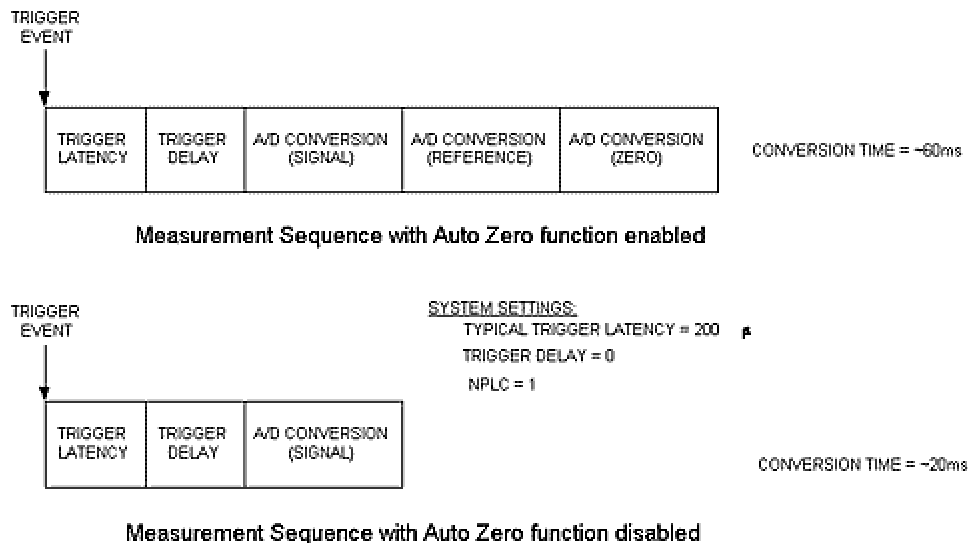 TRIGGER
EVENT
TRIGGER
LATENCY
TRIGGER
DELAY
A/D CONVERSION
(SIGNAL)
A/D CONVERSION
(REFERENCE)
A/D CONVERSION
(ZERO)
CONVERSION TIME = ~60ms
Measurement Sequence with Auto Zero function enabled
TRIGGER
EVENT
SYSTEM SETTINGS:
TYPICAL TRIGGER LATENCY = 200
TRIGGER DELAY = 0
NPLC = 1
TRIGGER
LATENCY
TRIGGER
DELAY
A/D CONVERSION
(SIGNAL)
CONVERSION TIME = ~20ms
Measurement Sequence with Auto Zero function disabled